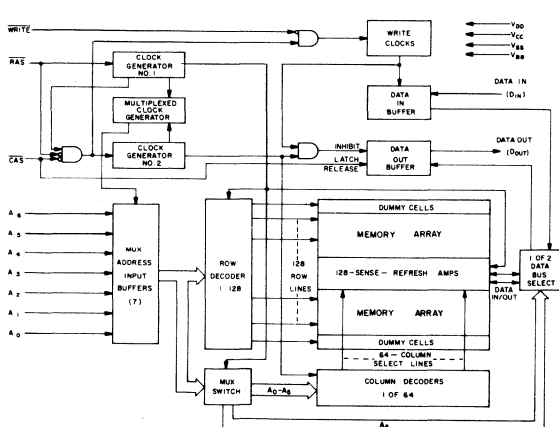 WRITE
RAS
CAS
CLOCK
GENERATOR
NO. 1
MULTIPLEXED
CLOCK
GENERATOR
CLOCK
GENERATOR
NO. 2
WRITE
CLOCKS
VDD
VCC
VSS
VBB
DATA IN
(DIN)
DATA
IN
BUFFER
INHIBIT
LATCH
RELEASE
DATA
OUT
BUFFER
DATA OUT
(DOUT)
A6
A5
A4
A3
A2
A1
A0
MUX
ADDRESS
INPUT
BUFFERS
(7)
ROW
DECODER
1 128
128
ROW
LINES
DUMMY CELLS
MEMORY ARRAY
128-SENSE-REFRESH AMPS
MEMORY ARRAY
DUMMY CELLS
DATA
IN/OUT
1 OF 2
DATA
BUS
SELECT
64-COLUMN
SELECT LINES
MUX
SWITCH
A0-A6
COLUMN DECODERS
1 OF 64